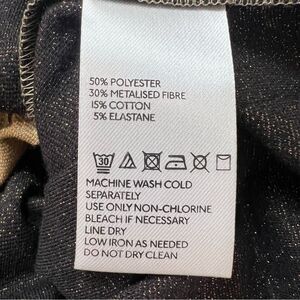 50% POLYESTER
30% METALISED FIBRE
15% COTTON
5% ELASTANE
30
MACHINE WASH COLD
SEPARATELY
USE ONLY NON-CHLORINE
BLEACH IF NECESSARY
LINE DRY
LOW IRON AS NEEDED
DO NOT DRY CLEAN